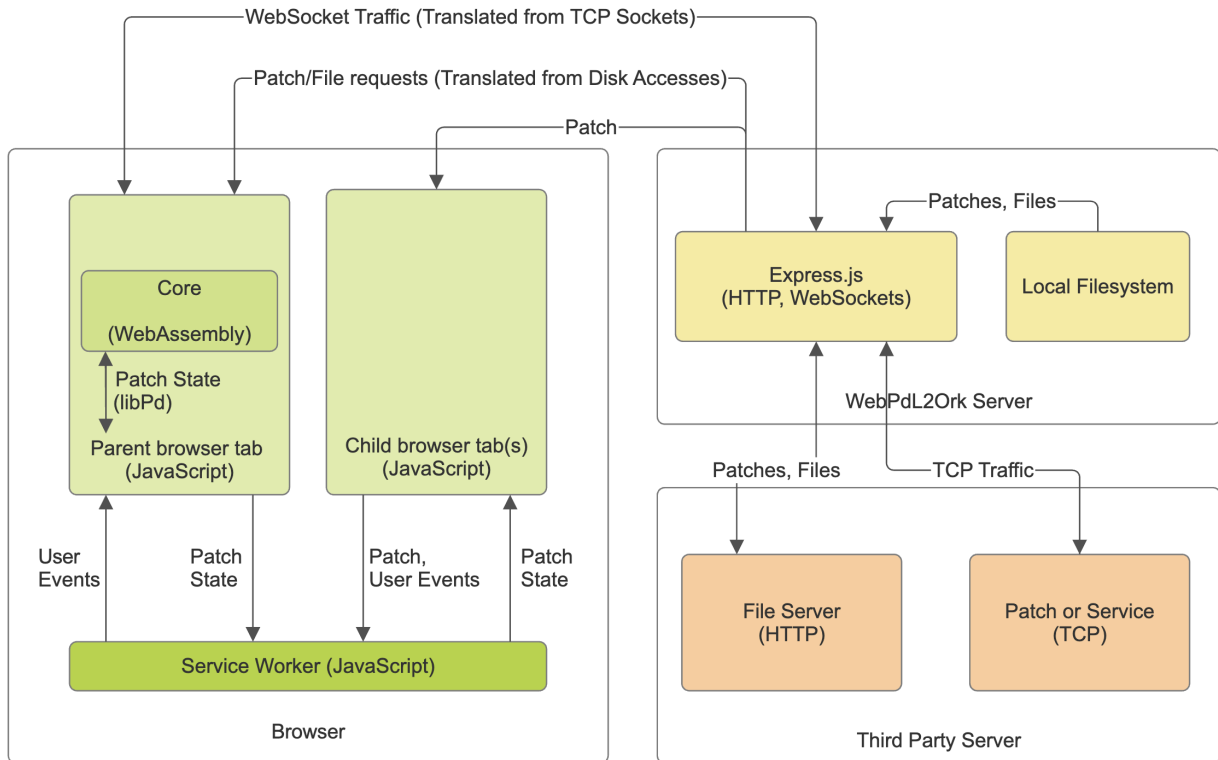 WebSocket Traffic (Translated from TCP Sockets)
Patch/File requests (Translated from Disk Accesses)
Patch
Core
(WebAssembly)
Patch State
(libPd)
Parent browser tab
(JavaScript)
Child browser tab(s)
(JavaScript)
User
Events
Patch
State
Patch,
User Events
Patch
State
Service Worker (JavaScript)
Browser
Patches, Files
Express.js
(HTTP, WebSockets)
Local Filesystem
WebPdL2Ork Server
Patches, Files
TCP Traffic
File Server
(HTTP)
Patch or Service
(TCP)
Third Party Server